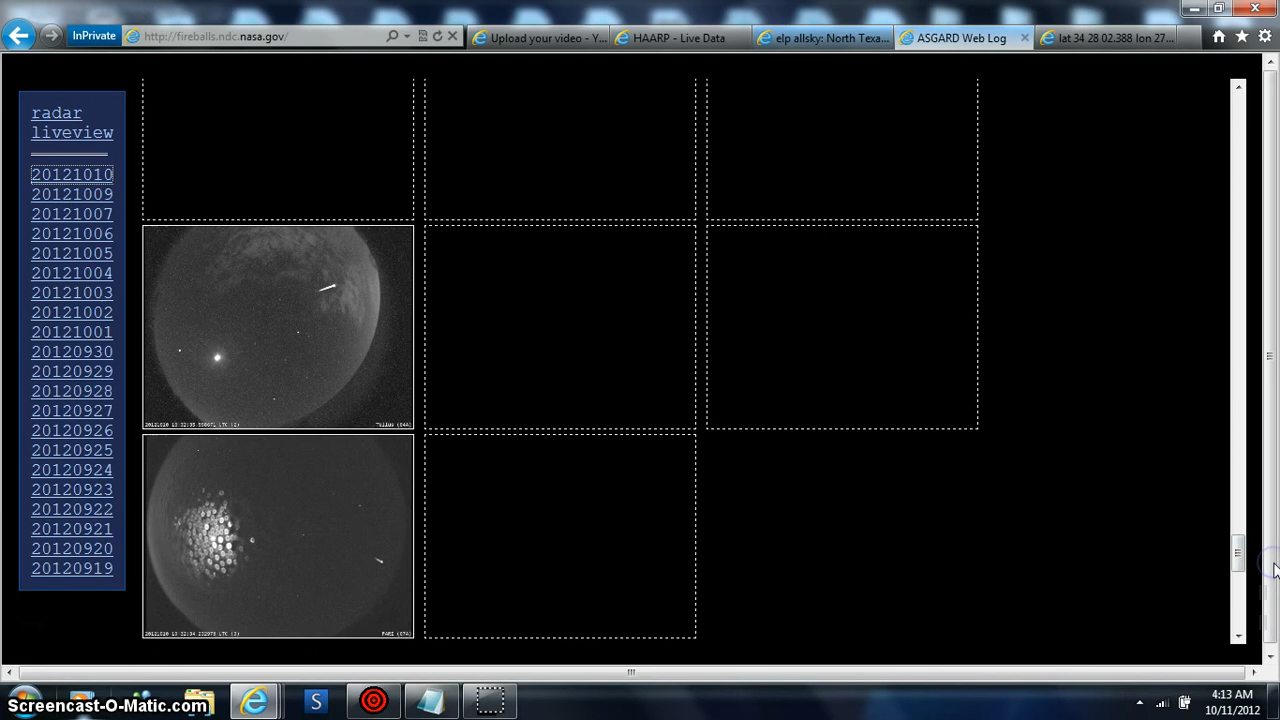 InPrivate
http://fireballs.ndc.nasa.gov/
Upload your video - Y...
HAARP - Live Data
elp allsky: North Texa...
ASGARD Web Log
lat 34 28 02.388 lon 27...
radar
liveview
20121010
20121009
20121007
20121006
20121005
20121004
20121003
20121002
20121001
20120930
20120929
20120928
20120927
20120926
20120925
20120924
20120923
20120922
20120921
20120920
20120919
S
Screencast-O-Matic.com
4:13 AM
10/11/2012